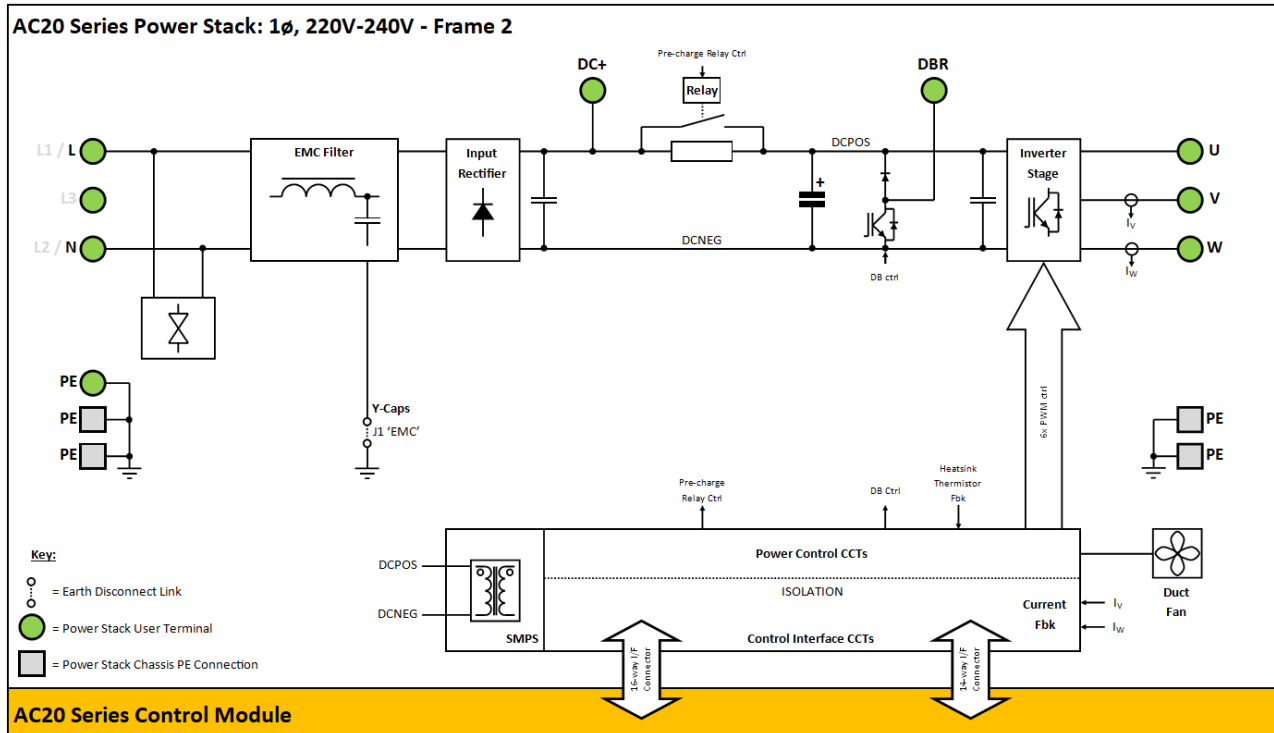 AC20 Series Power Stack: 1ø, 220V-240V - Frame 2
DC+
Pre-charge Relay Ctrl
Relay
DBR
L1 / L
EMC Filter
Input
Rectifier
DCPOS
Inverter
Stage
U
L3
+
V
IV
L2 / N
DCNEG
W
IW
DB ctrl
PE
PE
PE
Y-Caps
J1 'EMC'
6x PWM ctrl
PE
PE
Pre-charge
Relay Ctrl
DB Ctrl
Heatsink
Thermistor
Fbk
Key:
= Earth Disconnect Link
= Power Stack User Terminal
= Power Stack Chassis PE Connection
DCPOS
DCNEG
SMPS
Power Control CCTs
ISOLATION
Control Interface CCTs
Current
Fbk
IV
IW
Duct
Fan
16-way I/F
Connector
14-way I/F
Connector
AC20 Series Control Module